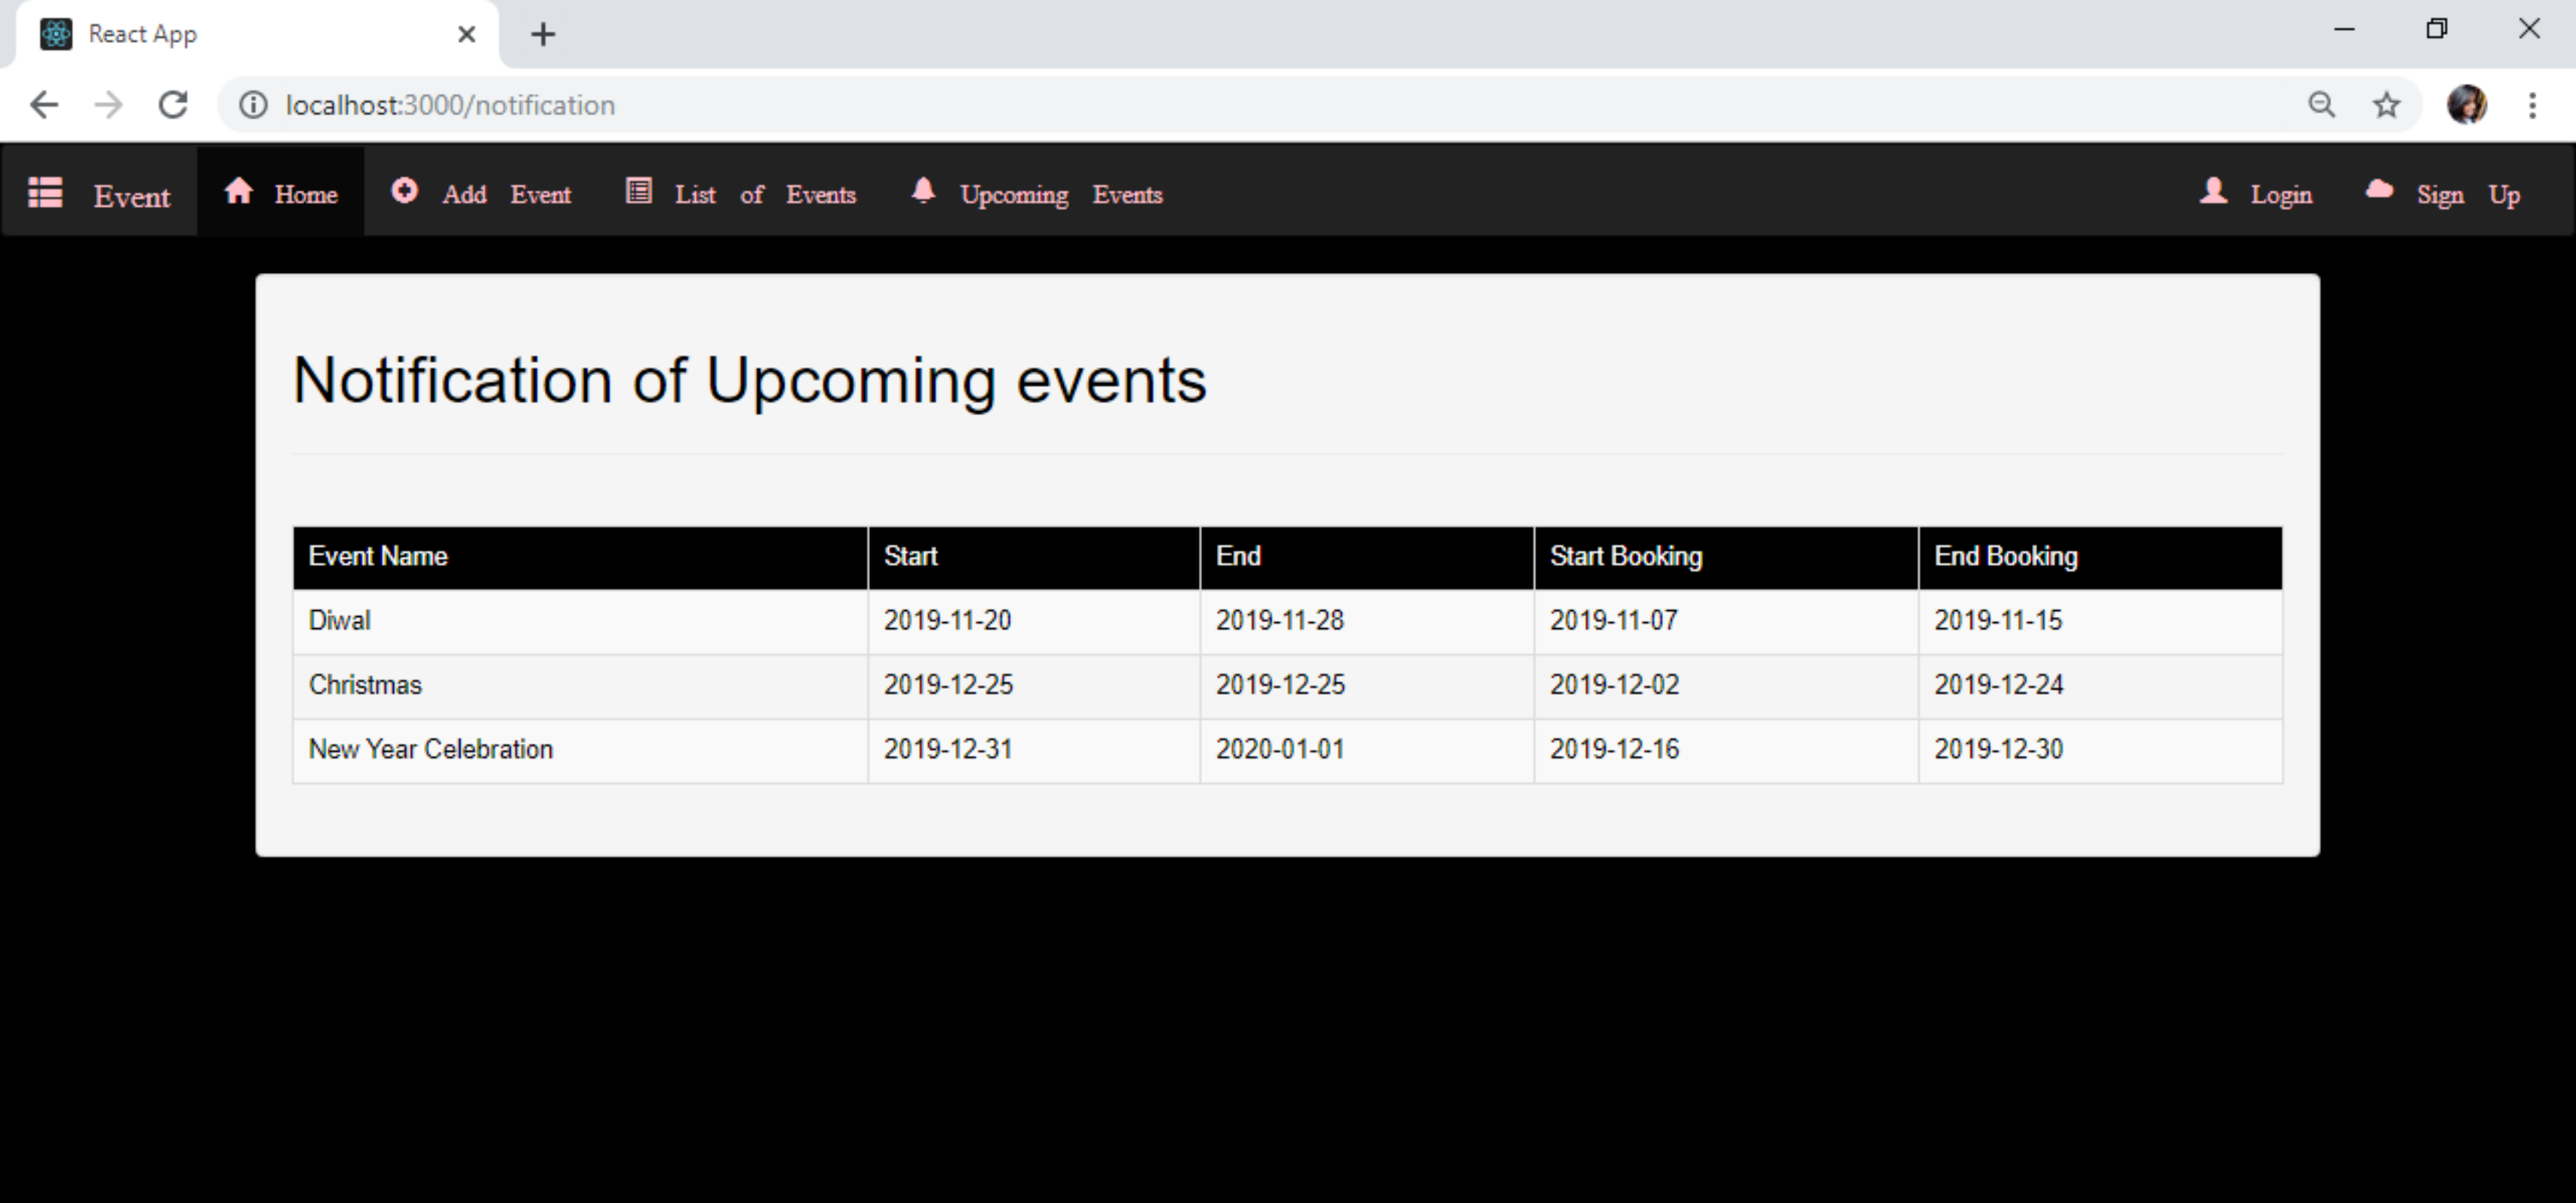 React App
localhost:3000/notification
Event Home Add Event List of Events Upcoming Events Login Sign Up
Notification of Upcoming events
Event Name Start End Start Booking End Booking
Diwal 2019-11-20 2019-11-28 2019-11-07 2019-11-15
Christmas 2019-12-25 2019-12-25 2019-12-02 2019-12-24
New Year Celebration 2019-12-31 2020-01-01 2019-12-16 2019-12-30